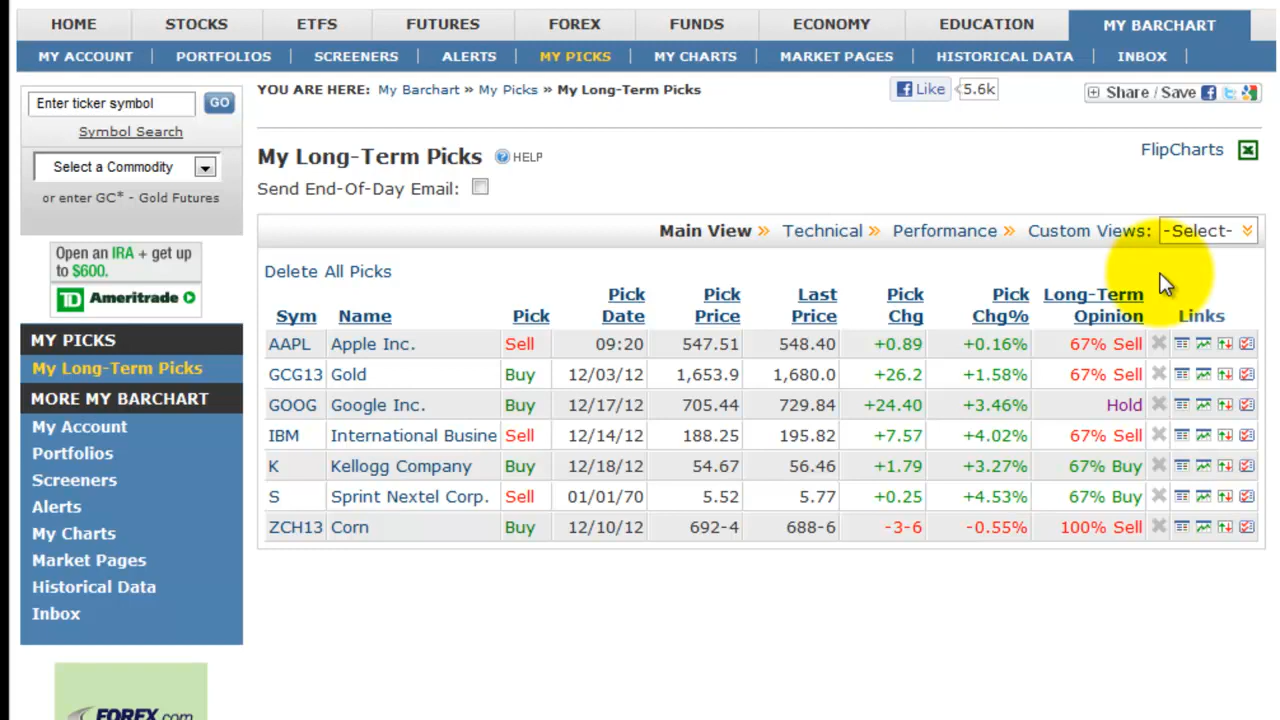 HOME STOCKS ETFS FUTURES FOREX FUNDS ECONOMY EDUCATION MY BARCHART
MY ACCOUNT PORTFOLIOS SCREENERS ALERTS MY PICKS MY CHARTS MARKET PAGES HISTORICAL DATA INBOX
Enter ticker symbol GO
Symbol Search
Select a Commodity
or enter GC* - Gold Futures
Open an IRA + get up
to $600.
TD Ameritrade
MY PICKS
My Long-Term Picks
MORE MY BARCHART
My Account
Portfolios
Screeners
Alerts
My Charts
Market Pages
Historical Data
Inbox
FOREX.com
YOU ARE HERE: My Barchart » My Picks » My Long-Term Picks
Like 5.6k
Share / Save
My Long-Term Picks ? HELP
FlipCharts
Send End-Of-Day Email:
Main View » Technical » Performance » Custom Views: -Select-
Delete All Picks
Sym Name Pick Pick Date Pick Price Last Price Pick Chg Pick Chg% Long-Term Opinion Links
AAPL Apple Inc. Sell 09:20 547.51 548.40 +0.89 +0.16% 67% Sell
GCG13 Gold Buy 12/03/12 1,653.9 1,680.0 +26.2 +1.58% 67% Sell
GOOG Google Inc. Buy 12/17/12 705.44 729.84 +24.40 +3.46% Hold
IBM International Busine Sell 12/14/12 188.25 195.82 +7.57 +4.02% 67% Sell
K Kellogg Company Buy 12/18/12 54.67 56.46 +1.79 +3.27% 67% Buy
S Sprint Nextel Corp. Sell 01/01/70 5.52 5.77 +0.25 +4.53% 67% Buy
ZCH13 Corn Buy 12/10/12 692-4 688-6 -3-6 -0.55% 100% Sell